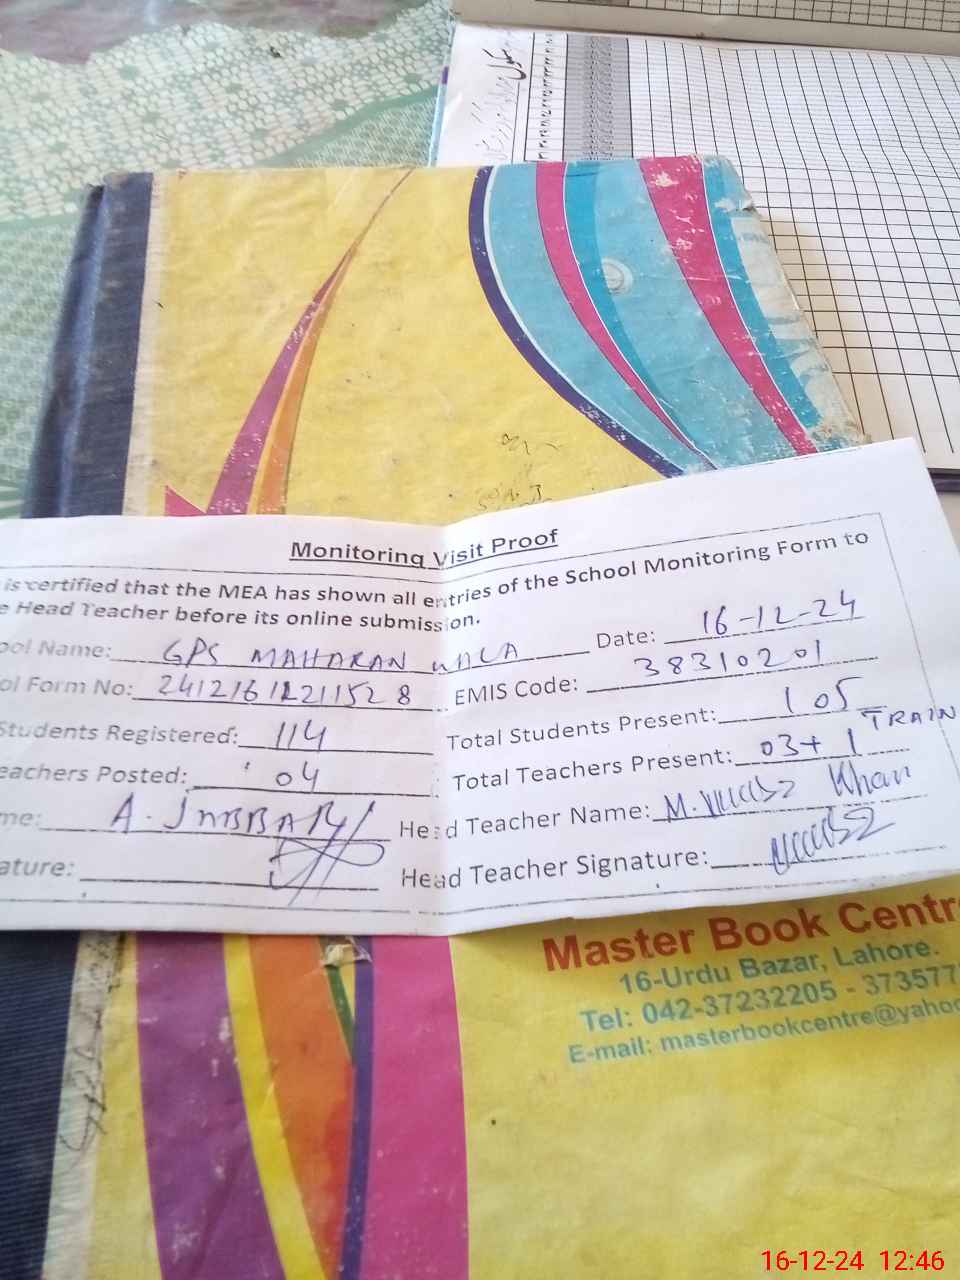 Monitoring Visit Proof
is certified that the MEA has shown all entries of the School Monitoring Form to
e Head Teacher before its online submission.
ool Name: GPS MAHARAN WALA Date: 16-12-24
ol Form No: EMIS Code: 38310201
Students Registered: 114 Total Students Present: 105
eachers Posted: 04 Total Teachers Present: 03+1 TRAIN
me: A. JABBAR Head Teacher Name: M. Khan
ature: Head Teacher Signature:
Master Book Centr
16-Urdu Bazar, Lahore.
Tel: 042-37232205 - 373577
E-mail: masterbookcentre@yahoo
16-12-24 12:46